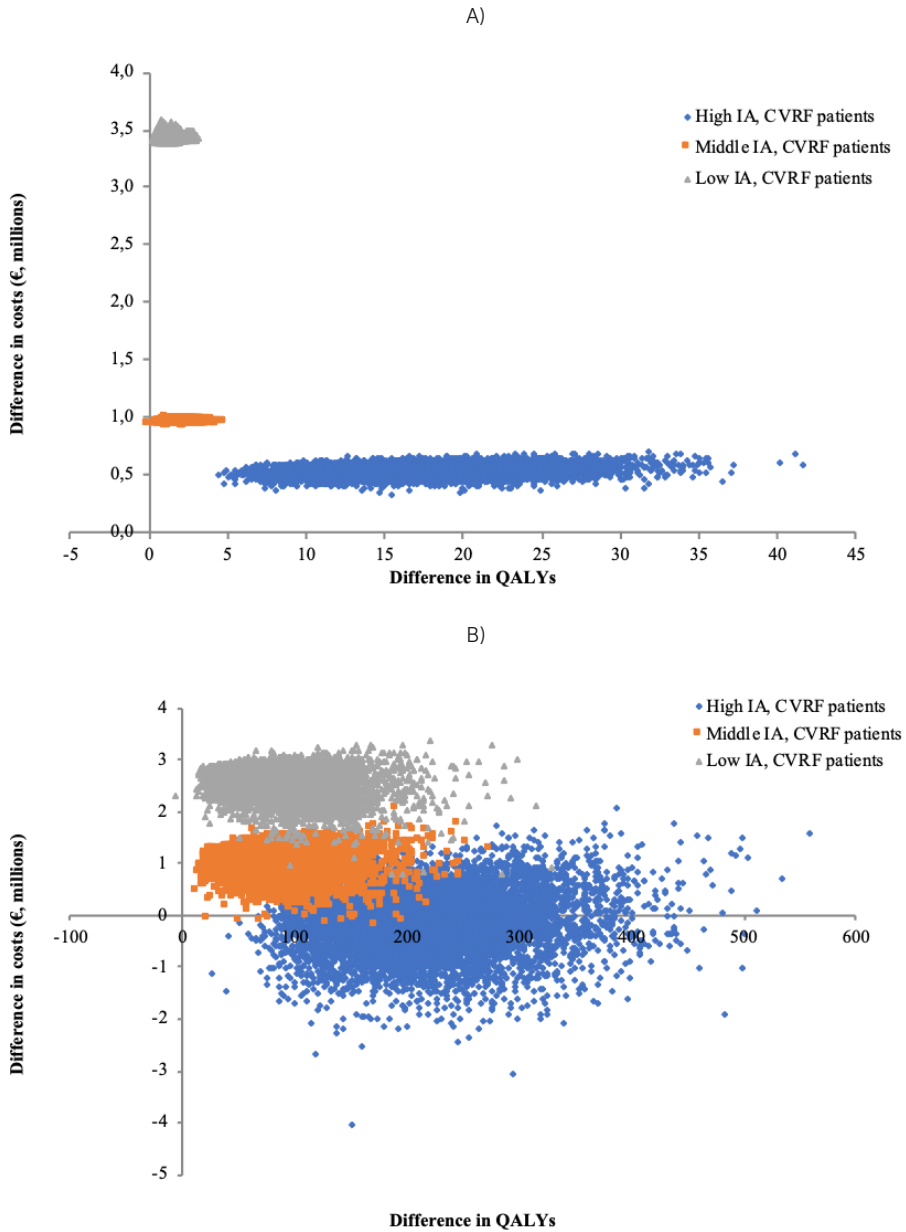 A)
4,0
3,5
3,0
2,5
2,0
1,5
1,0
0,5
0,0
Difference in costs (€, millions)
High IA, CVRF patients
Middle IA, CVRF patients
Low IA, CVRF patients
-5 0 5 10 15 20 25 30 35 40 45
Difference in QALYs
B)
4
3
2
1
0
-1
-2
-3
-4
-5
Difference in costs (€, millions)
High IA, CVRF patients
Middle IA, CVRF patients
Low IA, CVRF patients
-100 0 100 200 300 400 500 600
Difference in QALYs